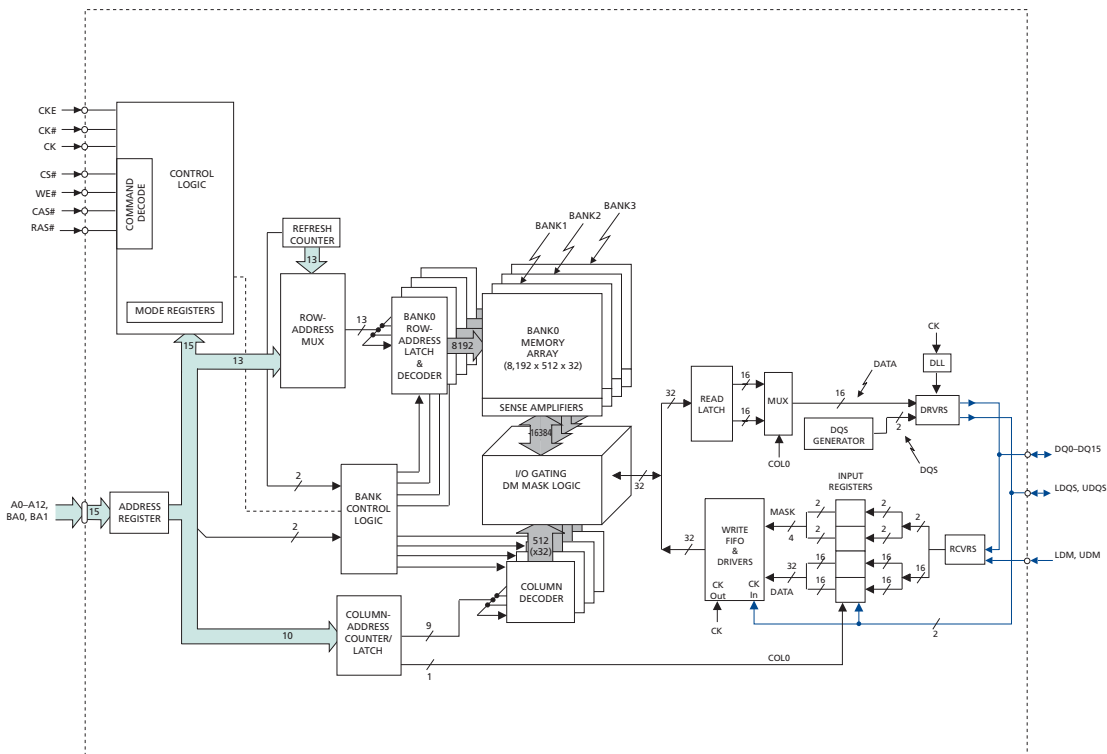 CKE
CK#
CK
CS#
WE#
CAS#
RAS#
COMMAND
DECODE
CONTROL
LOGIC
MODE REGISTERS
15
REFRESH
COUNTER
13
13
ROW-
ADDRESS
MUX
13
BANK0
ROW-
ADDRESS
LATCH
&
DECODER
8192
BANK1
BANK2
BANK3
BANK0
MEMORY
ARRAY
(8,192 x 512 x 32)
SENSE AMPLIFIERS
16384
I/O GATING
DM MASK LOGIC
32
A0–A12,
BA0, BA1
15
ADDRESS
REGISTER
2
2
BANK
CONTROL
LOGIC
512
(x32)
COLUMN
DECODER
10
COLUMN-
ADDRESS
COUNTER/
LATCH
9
1
COL0
32
READ
LATCH
16
16
MUX
COL0
16
DATA
DQS
GENERATOR
2
DQS
CK
DLL
DRVRS
DQ0–DQ15
LDQS, UDQS
LDM, UDM
32
WRITE
FIFO
&
DRIVERS
CK
Out
CK
In
CK
MASK
4
32
DATA
INPUT
REGISTERS
2
2
16
16
2
2
16
16
2
16
RCVRS
2